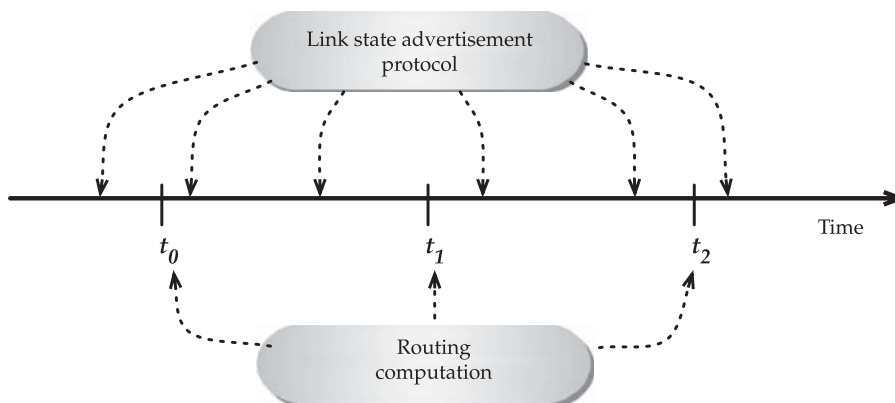 Link state advertisement
protocol
Time
t0
t1
t2
Routing
computation